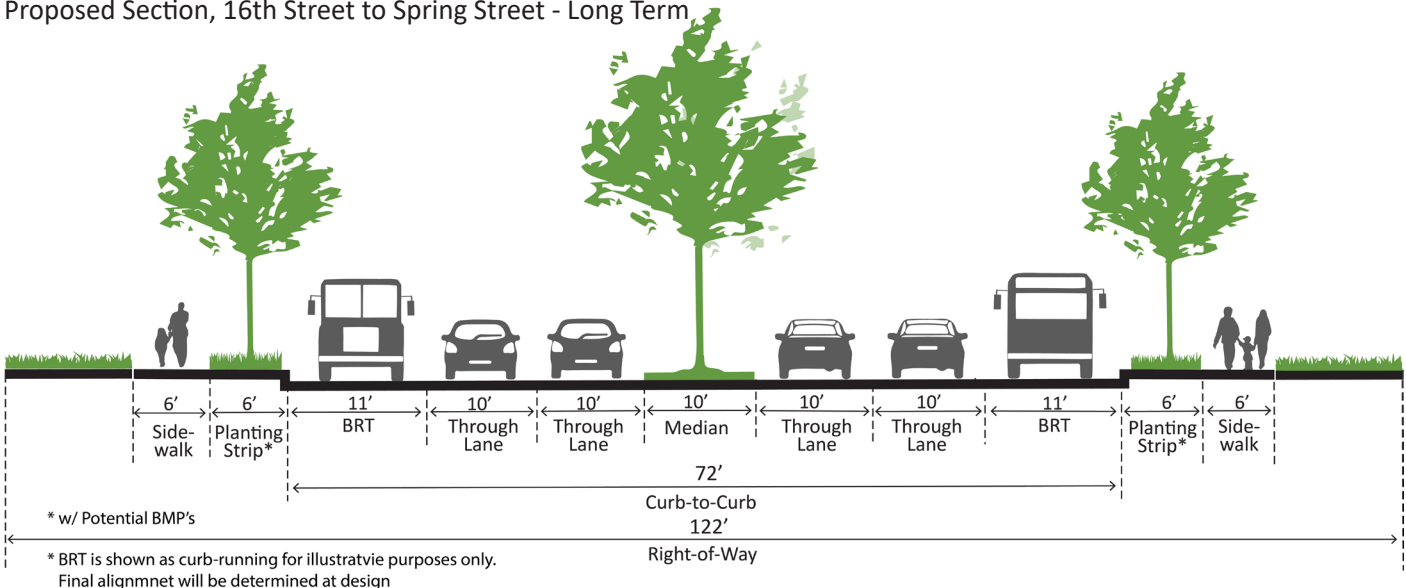 Proposed Section, 16th Street to Spring Street - Long Term
6’ 6’ 11’ 10’ 10’ 10’ 10’ 10’ 11’ 6’ 6’
Side-
walk
Planting
Strip*
BRT
Through
Lane
Through
Lane
Median
Through
Lane
Through
Lane
BRT
Planting
Strip*
Side-
walk
72’
Curb-to-Curb
122’
Right-of-Way
* w/ Potential BMP’s
* BRT is shown as curb-running for illustratvie purposes only.
Final alignmnet will be determined at design